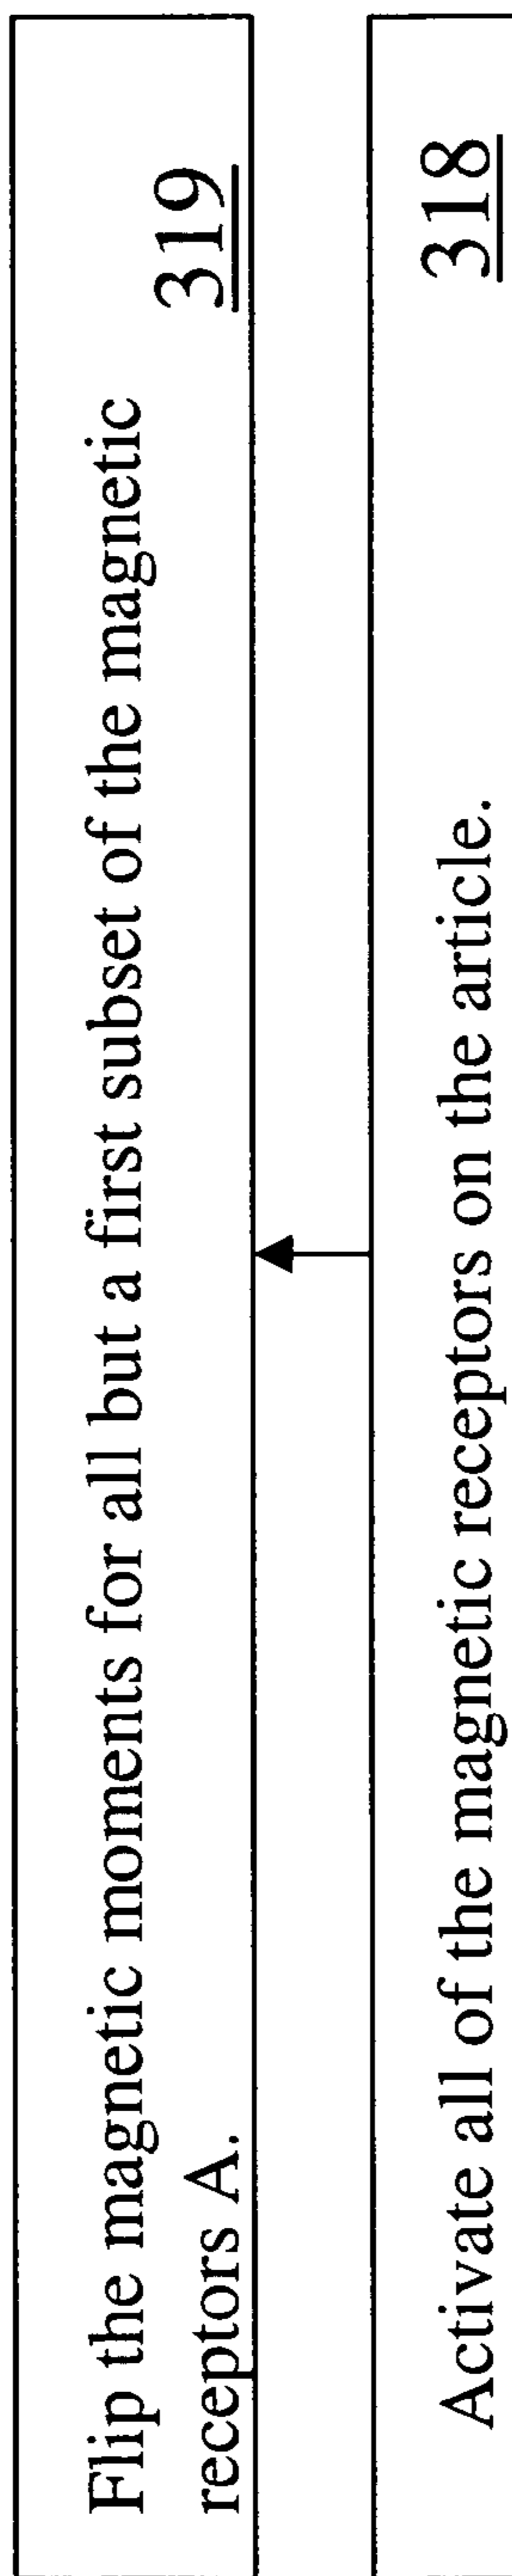 Flip the magnetic moments for all but a first subset of the magnetic
receptors A. 319
Activate all of the magnetic receptors on the article. 318